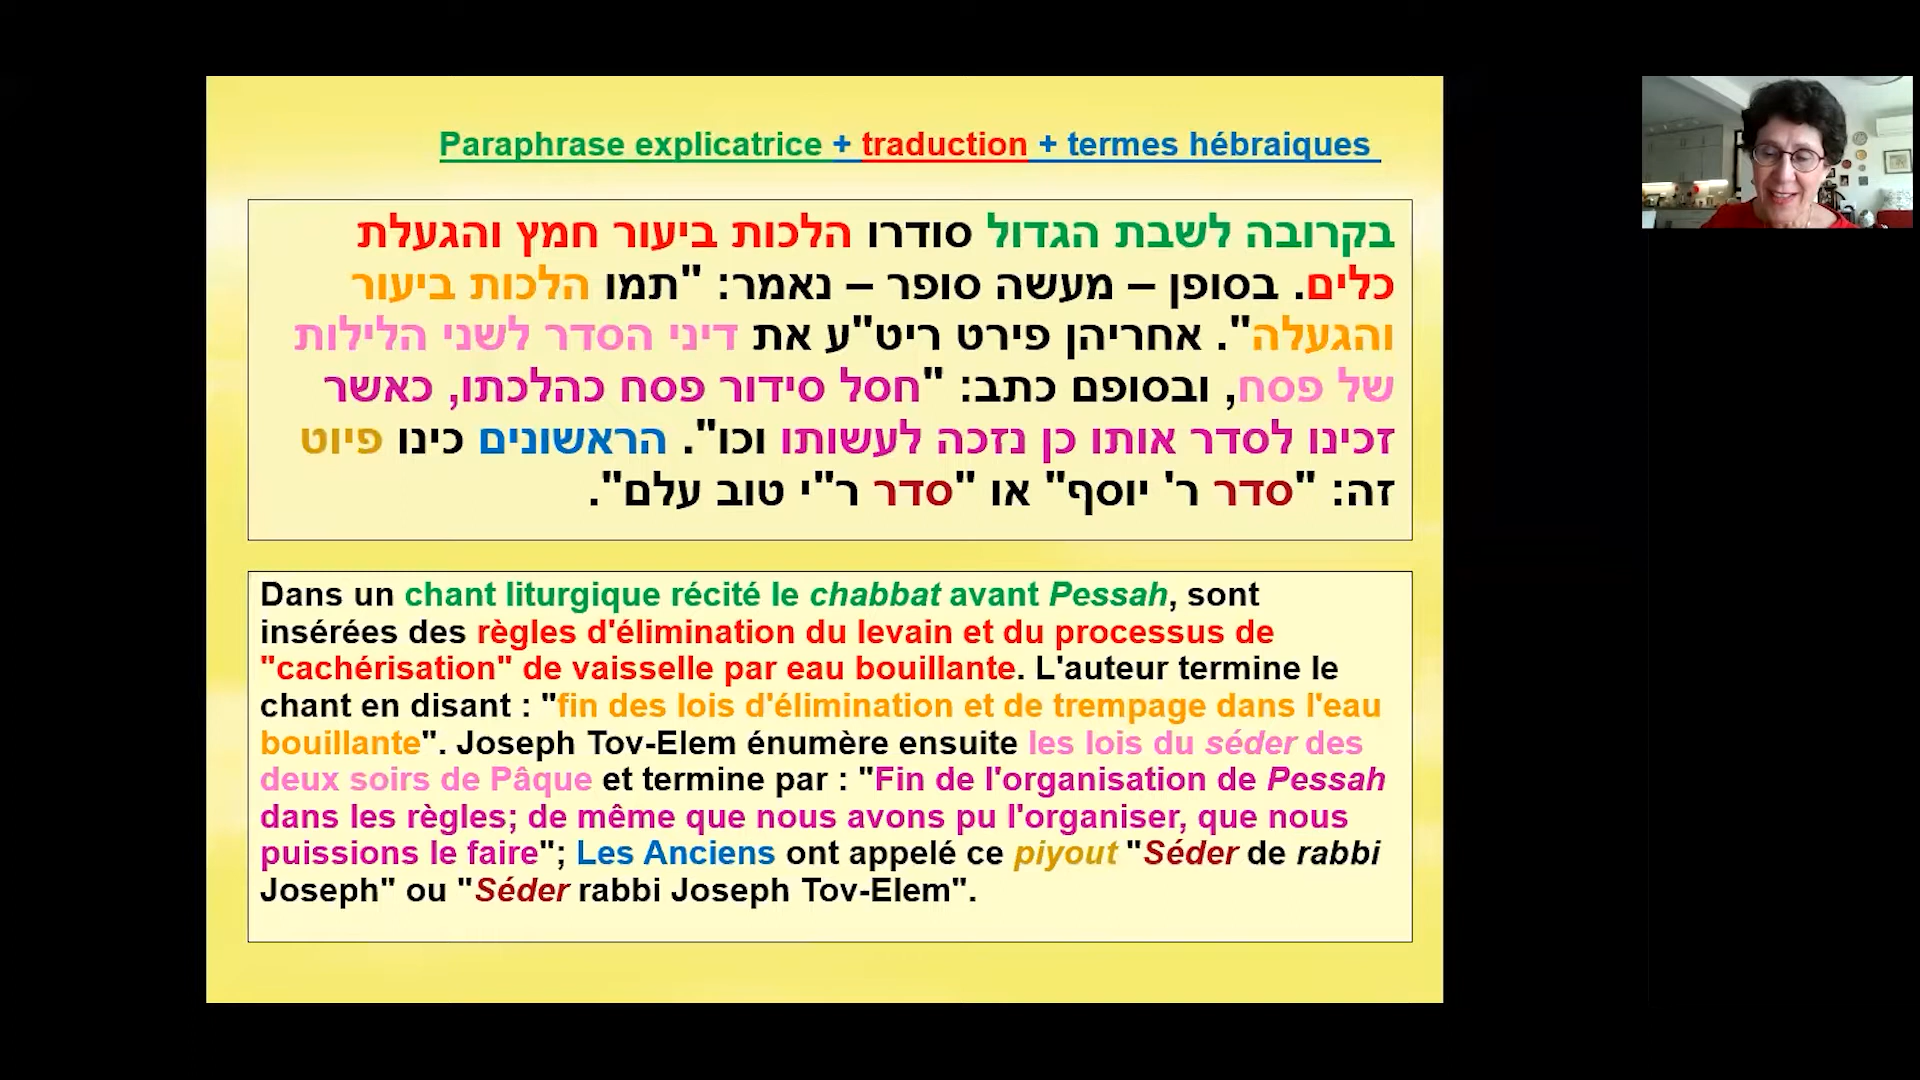 Paraphrase explicatrice + traduction + termes hébraiques
בקרובה לשבת הגדול סודרו הלכות ביעור חמץ והגעלת
כלים. בסופן – מעשה סופר – נאמר: "תמו הלכות ביעור
והגעלה". אחריהן פירט ריט"ע את דיני הסדר לשני הלילות
של פסח, ובסופם כתב: "חסל סידור פסח כהלכתו, כאשר
זכינו לסדר אותו כן נזכה לעשותו וכו". הראשונים כינו פיוט
זה: "סדר ר' יוסף" או "סדר ר"י טוב עלם".
Dans un chant liturgique récité le chabbat avant Pessah, sont
insérées des règles d'élimination du levain et du processus de
"cachérisation" de vaisselle par eau bouillante. L'auteur termine le
chant en disant : "fin des lois d'élimination et de trempage dans l'eau
bouillante". Joseph Tov-Elem énumère ensuite les lois du séder des
deux soirs de Pâque et termine par : "Fin de l'organisation de Pessah
dans les règles; de même que nous avons pu l'organiser, que nous
puissions le faire"; Les Anciens ont appelé ce piyout "Séder de rabbi
Joseph" ou "Séder rabbi Joseph Tov-Elem".